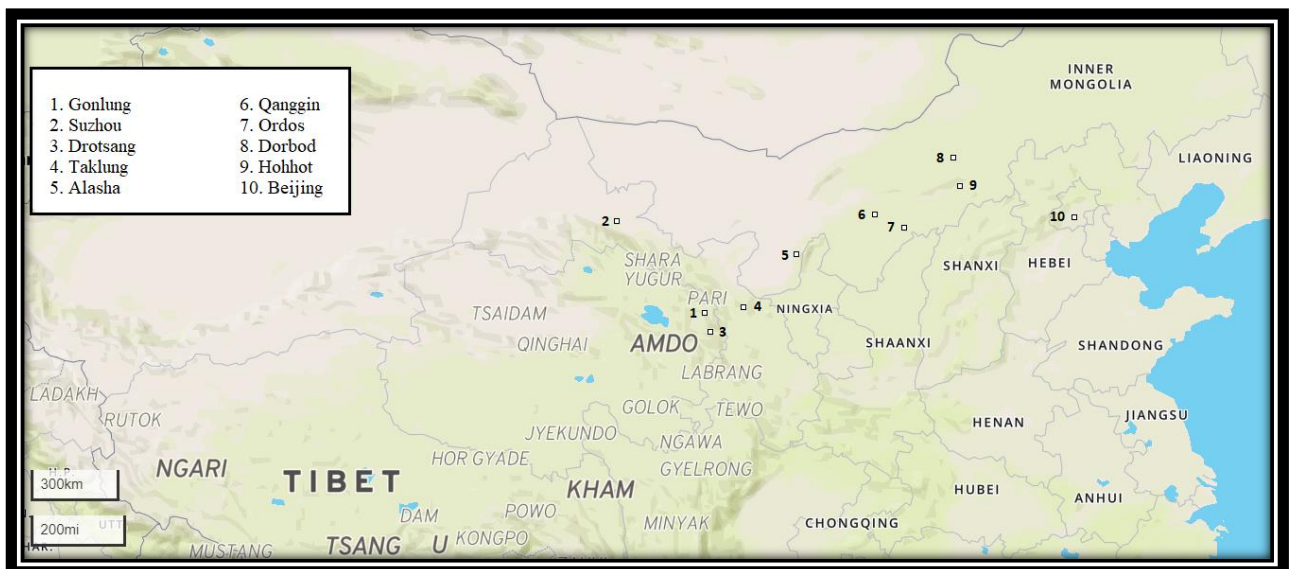 1. Gonlung
2. Suzhou
3. Drotsang
4. Taklung
5. Alasha
6. Qanggin
7. Ordos
8. Dorbod
9. Hohhot
10. Beijing
INNER
MONGOLIA
LIAONING
8
9
2
6
7
10
5
SHARA
YUGUR
SHANXI
HEBEI
PARI
TSAIDAM
1
4
NINGXIA
QINGHAI
AMDO
3
SHAANXI
SHANDONG
LABRANG
LADAKH
RUTOK
GOLOK
TEWO
JIANGSU
HENAN
JYEKUNDO
NGAWA
HOR GYADE
GYELRONG
NGARI
TIBET
KHAM
HUBEI
ANHUI
H.P.
300km
DAM
POWO
MINYAK
CHONGQING
200mi
UTT
MUSTANG
TSANG
U
KONGPO